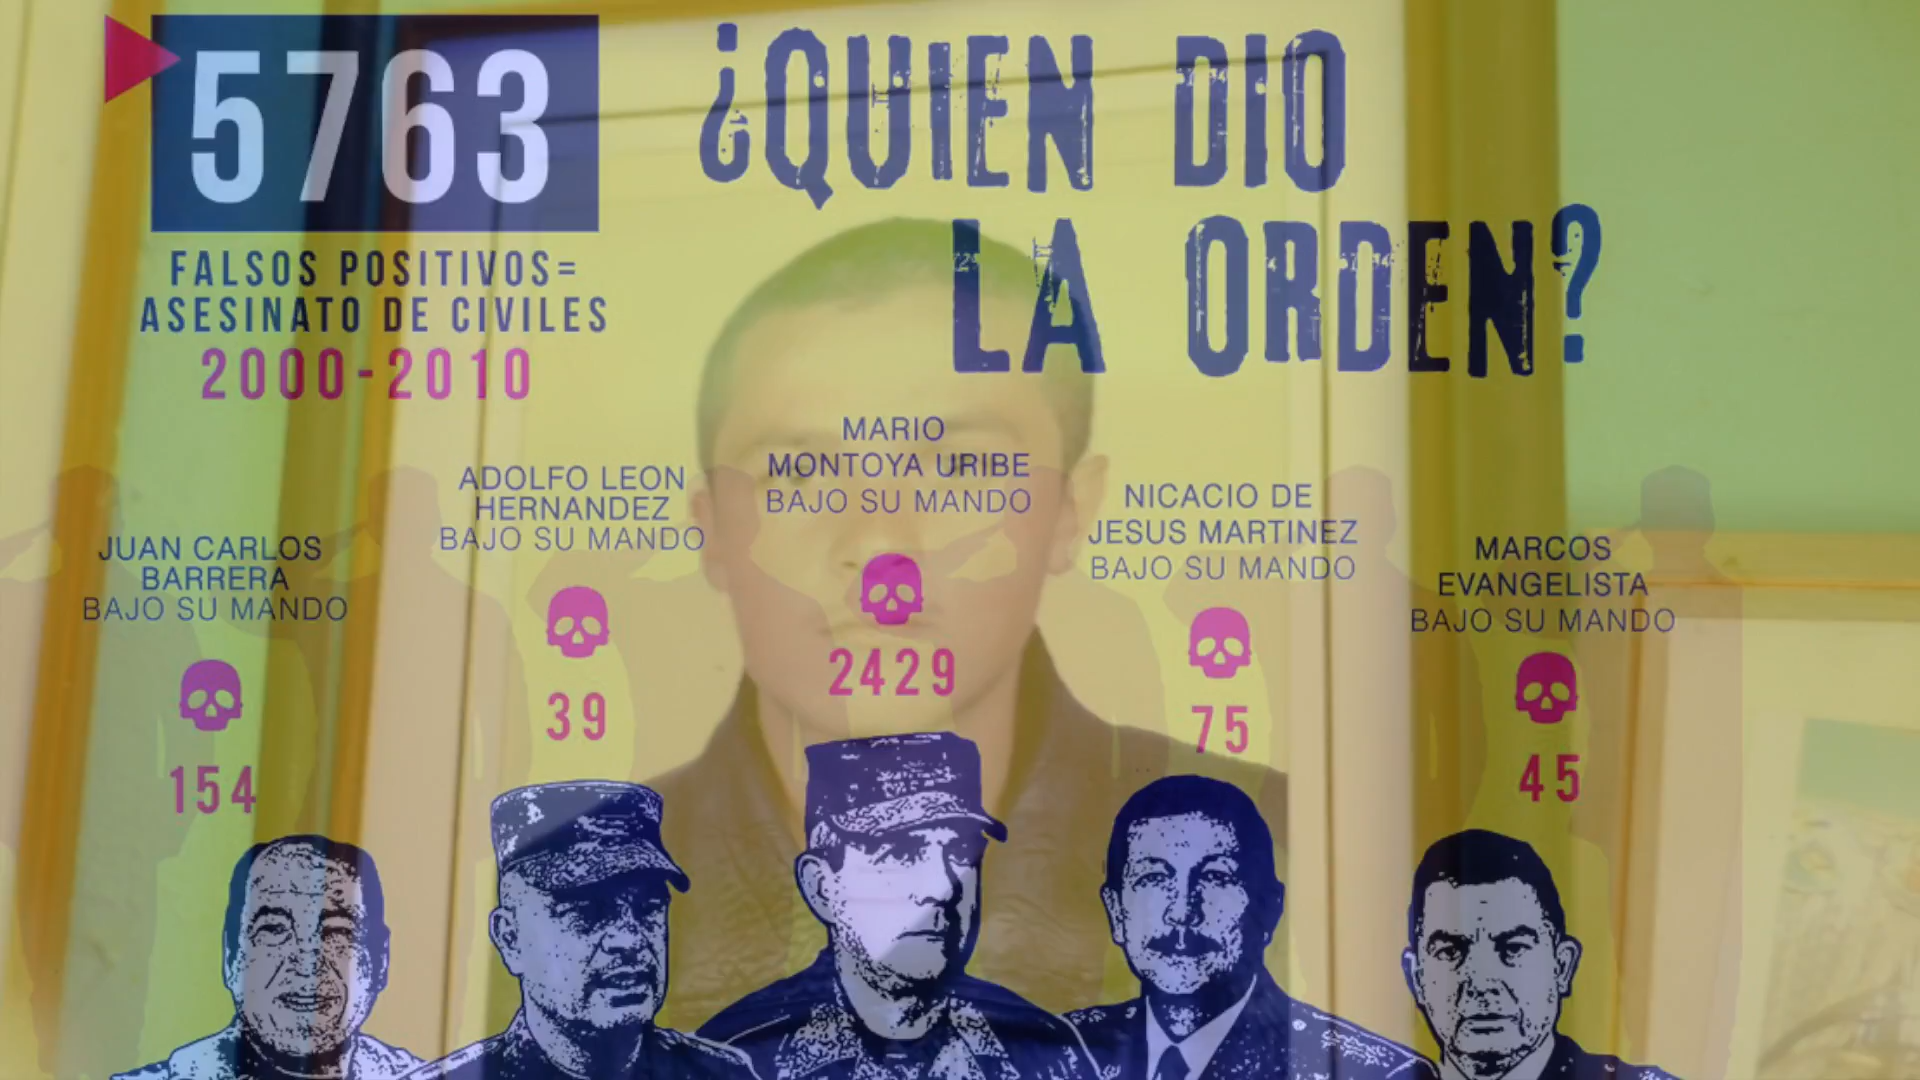 5763
FALSOS POSITIVOS=
ASESINATO DE CIVILES
2000-2010
¿QUIEN DIO
LA ORDEN?
JUAN CARLOS
BARRERA
BAJO SU MANDO
154
ADOLFO LEON
HERNANDEZ
BAJO SU MANDO
39
MARIO
MONTOYA URIBE
BAJO SU MANDO
2429
NICACIO DE
JESUS MARTINEZ
BAJO SU MANDO
75
MARCOS
EVANGELISTA
BAJO SU MANDO
45